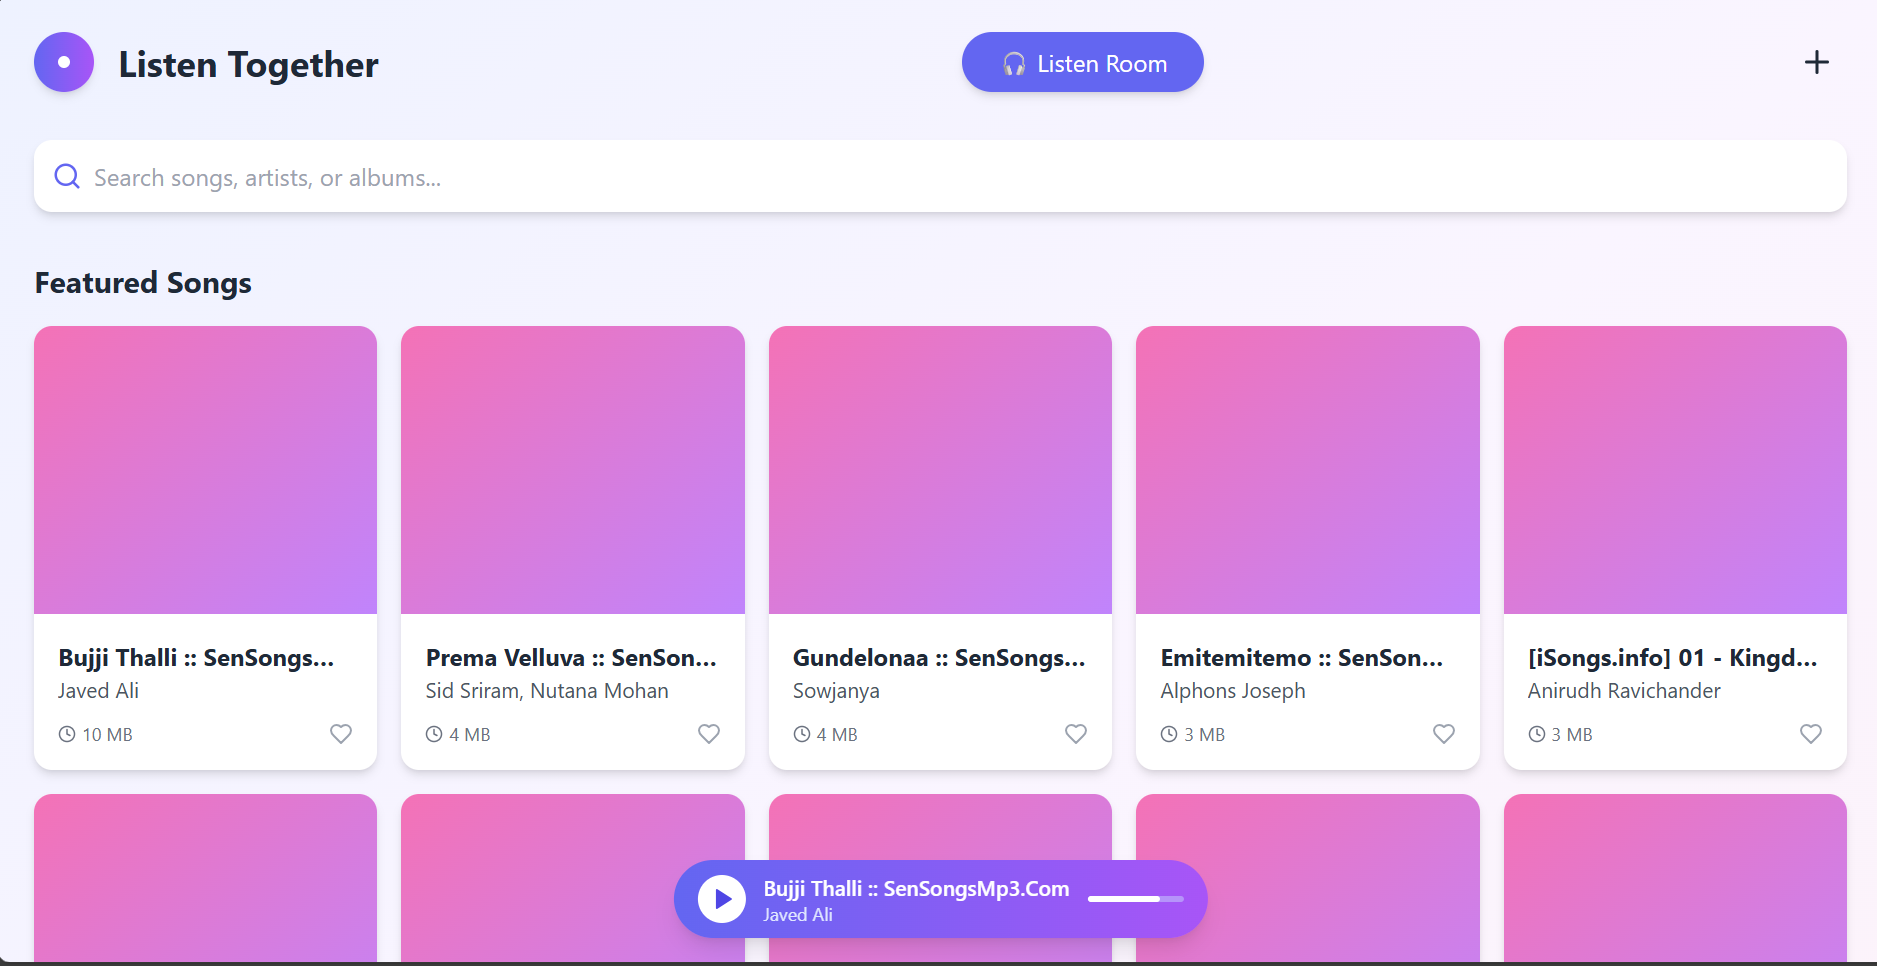 Listen Together
🎧 Listen Room
Search songs, artists, or albums...
Featured Songs
Bujji Thalli :: SenSongs...
Javed Ali
10 MB
Prema Velluva :: SenSon...
Sid Sriram, Nutana Mohan
4 MB
Gundelonaa :: SenSongs...
Sowjanya
4 MB
Emitemitemo :: SenSon...
Alphons Joseph
3 MB
[iSongs.info] 01 - Kingd...
Anirudh Ravichander
3 MB
Bujji Thalli :: SenSongsMp3.Com
Javed Ali